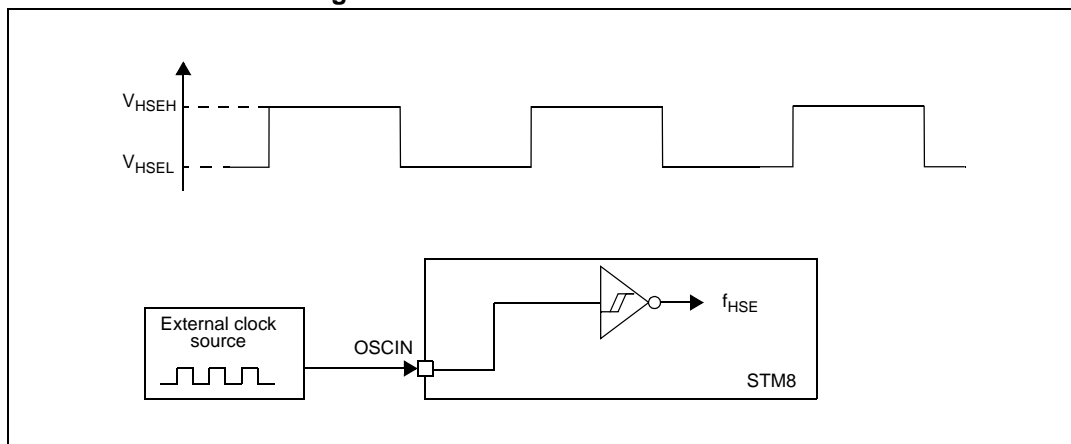 V_HSEH
V_HSEL
External clock
source
OSCIN
f_HSE
STM8